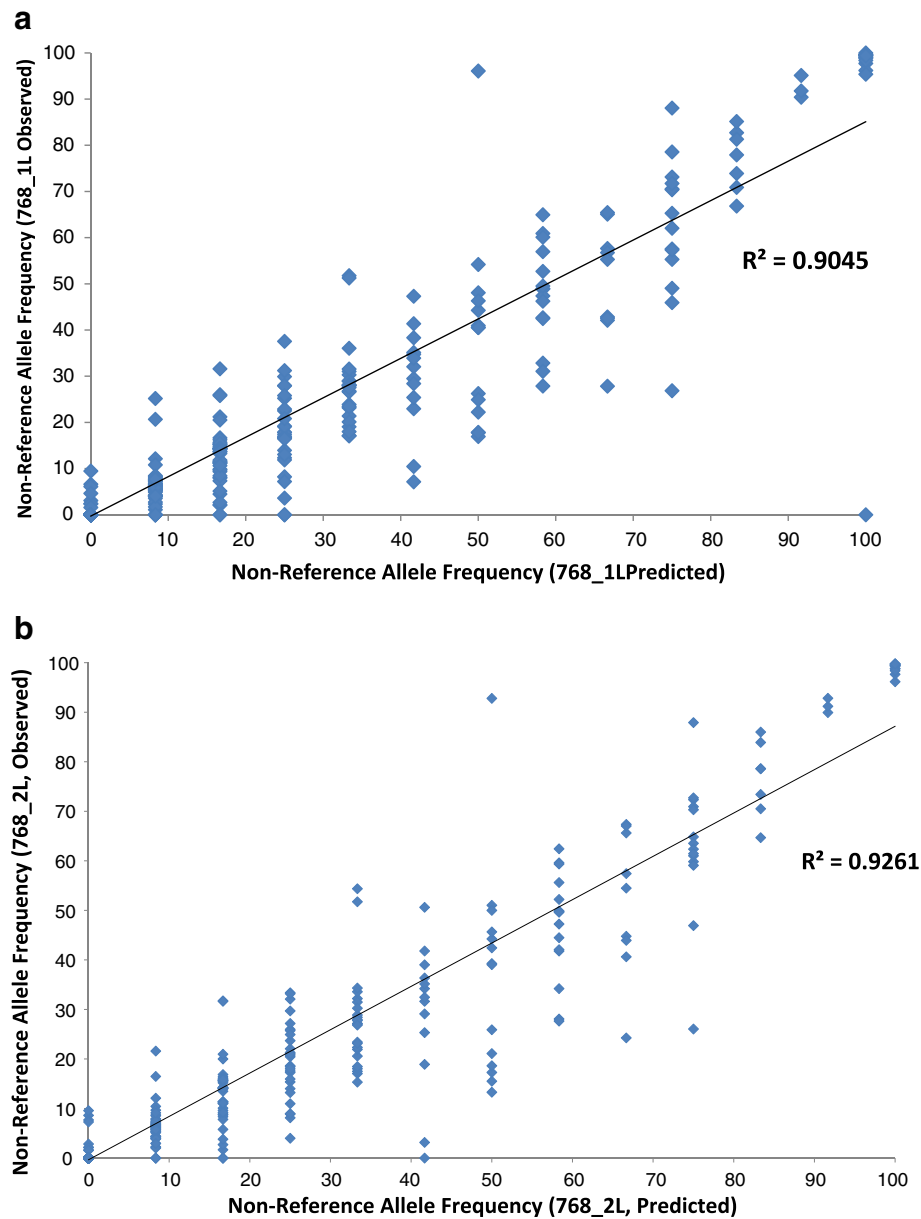 a
Non-Reference Allele Frequency (768_1L Observed)
100
90
80
70
60
50
40
30
20
10
0
R² = 0.9045
0 10 20 30 40 50 60 70 80 90 100
Non-Reference Allele Frequency (768_1LPredicted)
b
Non-Reference Allele Frequency (768_2L, Observed)
100
90
80
70
60
50
40
30
20
10
0
R² = 0.9261
0 10 20 30 40 50 60 70 80 90 100
Non-Reference Allele Frequency (768_2L, Predicted)